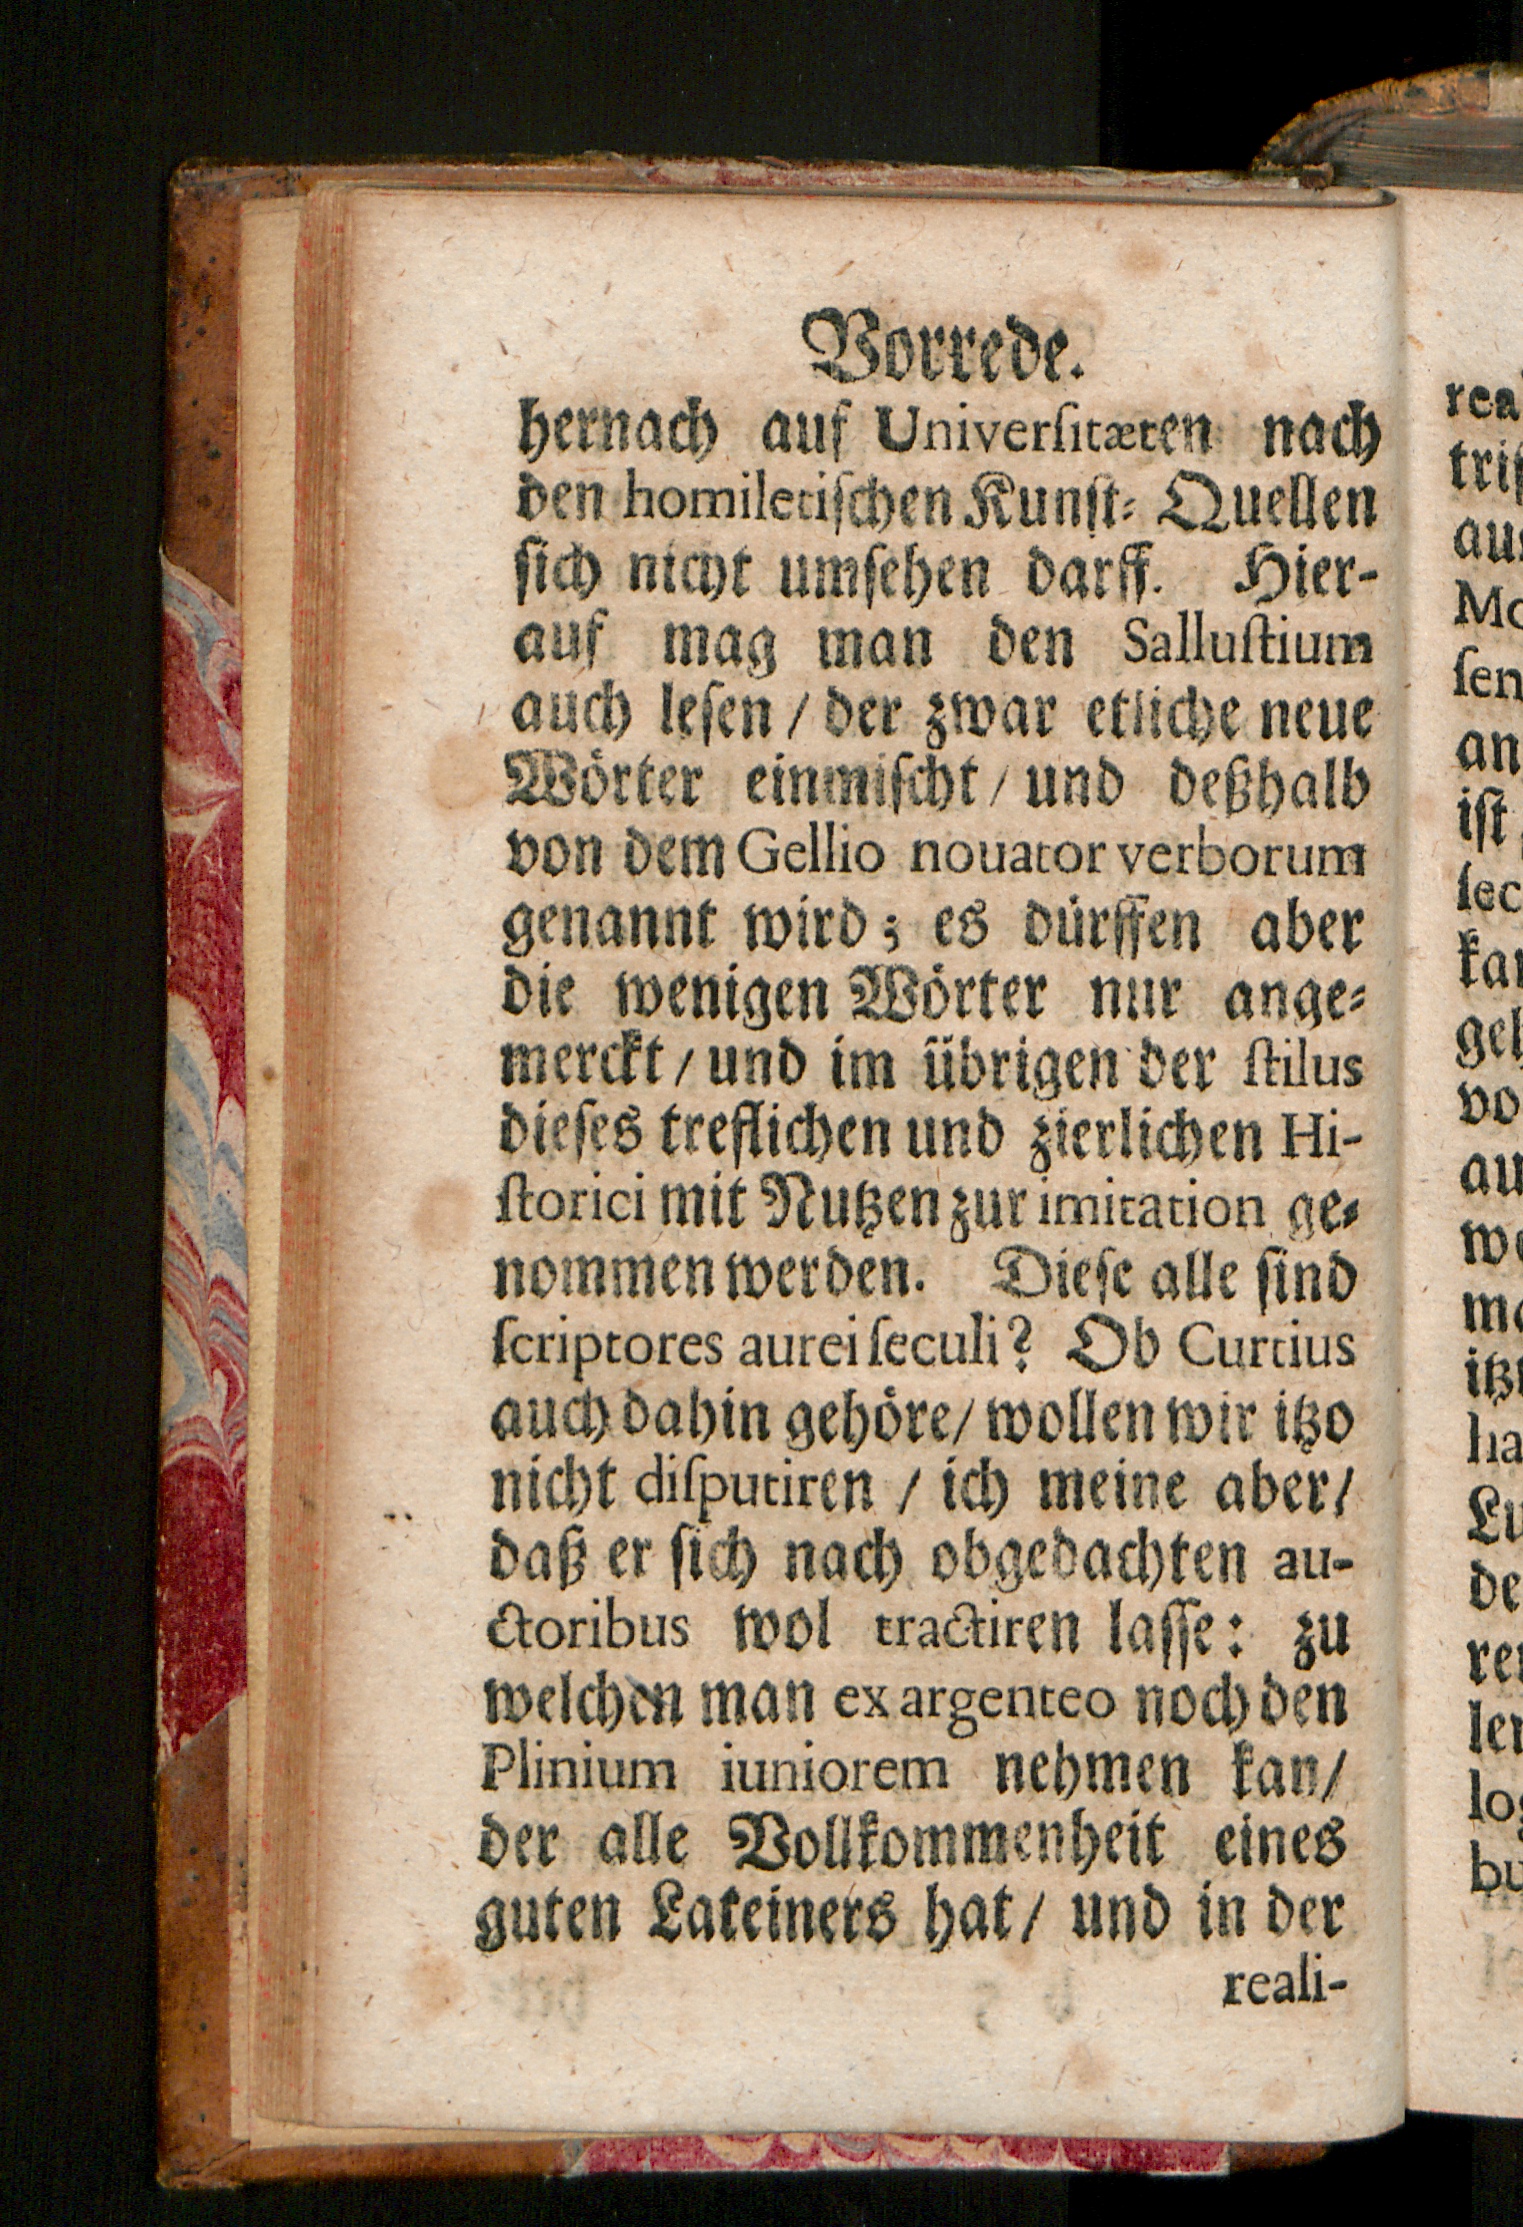 Vorrede.
hernach auf Univerſitæten nach
den homiletiſchen Kunſt- Quellen
ſich nicht umſehen darff. Hier-
auf mag man den Salluſtium
auch leſen / der zwar etliche neue
Wörter einmiſcht / und deßhalb
von dem Gellio nouator verborum
genannt wird; es dürffen aber
die wenigen Wörter nur ange-
merckt / und im übrigen der ſtilus
dieſes treflichen und zierlichen Hi-
ſtorici mit Nutzen zur imitation ge-
nommen werden. Dieſe alle ſind
ſcriptores aurei ſeculi? Ob Curtius
auch dahin gehöre / wollen wir itzo
nicht diſputiren / ich meine aber /
daß er ſich nach obgedachten au-
ctoribus wol tractiren laſſe: zu
welchen man ex argenteo noch den
Plinium iuniorem nehmen kan /
der alle Vollkommenheit eines
guten Lateiners hat / und in der
reali-